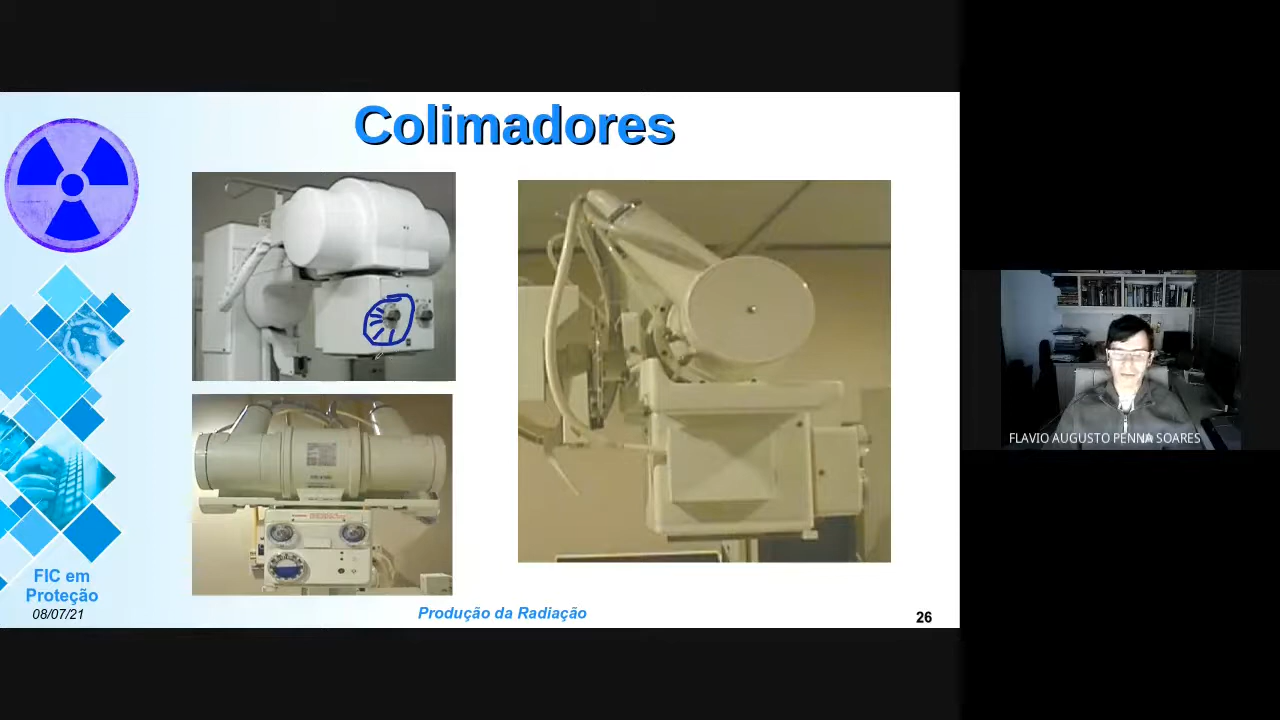 Colimadores
FIC em
Proteção
08/07/21
Produção da Radiação
26
FLAVIO AUGUSTO PENNA SOARES